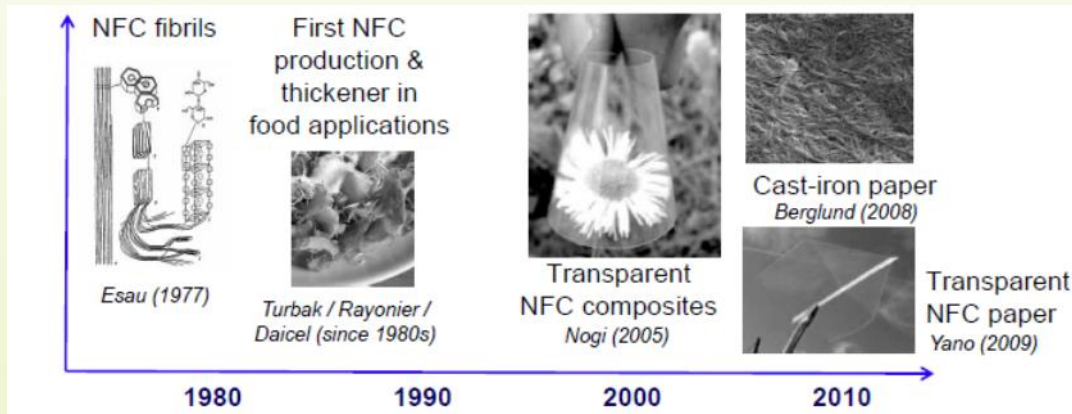 NFC fibrils
Esau (1977)
First NFC
production &
thickener in
food applications
Turbak / Rayonier /
Daicel (since 1980s)
Transparent
NFC composites
Nogi (2005)
Cast-iron paper
Berglund (2008)
Transparent
NFC paper
Yano (2009)
1980
1990
2000
2010